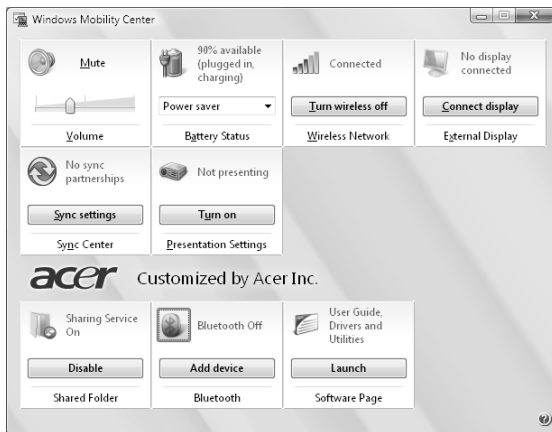 Windows Mobility Center
Mute
Volume
90% available
(plugged in,
charging)
Power saver
Battery Status
Connected
Turn wireless off
Wireless Network
No display
connected
Connect display
External Display
No sync
partnerships
Sync settings
Sync Center
Not presenting
Turn on
Presentation Settings
acer Customized by Acer Inc.
Sharing Service
On
Disable
Shared Folder
Bluetooth Off
Add device
Bluetooth
User Guide,
Drivers and
Utilities
Launch
Software Page